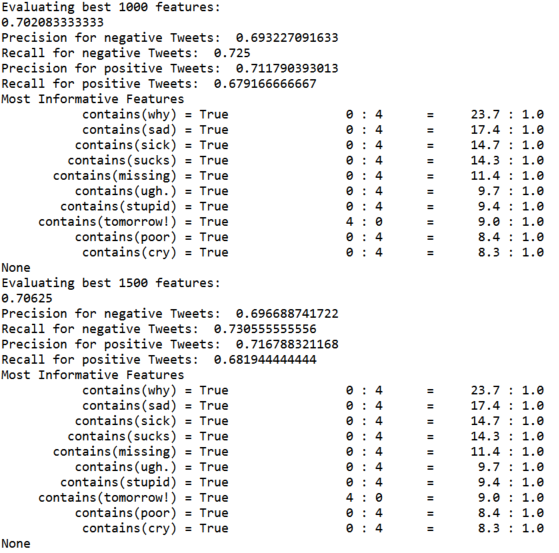 Evaluating best 1000 features:
0.702083333333
Precision for negative Tweets:  0.693227091633
Recall for negative Tweets:  0.725
Precision for positive Tweets:  0.711790393013
Recall for positive Tweets:  0.679166666667
Most Informative Features
contains(why) = True 0 : 4 = 23.7 : 1.0
contains(sad) = True 0 : 4 = 17.4 : 1.0
contains(sick) = True 0 : 4 = 14.7 : 1.0
contains(sucks) = True 0 : 4 = 14.3 : 1.0
contains(missing) = True 0 : 4 = 11.4 : 1.0
contains(ugh.) = True 0 : 4 = 9.7 : 1.0
contains(stupid) = True 0 : 4 = 9.4 : 1.0
contains(tomorrow!) = True 4 : 0 = 9.0 : 1.0
contains(poor) = True 0 : 4 = 8.4 : 1.0
contains(cry) = True 0 : 4 = 8.3 : 1.0
None
Evaluating best 1500 features:
0.70625
Precision for negative Tweets:  0.696688741722
Recall for negative Tweets:  0.730555555556
Precision for positive Tweets:  0.716788321168
Recall for positive Tweets:  0.681944444444
Most Informative Features
contains(why) = True 0 : 4 = 23.7 : 1.0
contains(sad) = True 0 : 4 = 17.4 : 1.0
contains(sick) = True 0 : 4 = 14.7 : 1.0
contains(sucks) = True 0 : 4 = 14.3 : 1.0
contains(missing) = True 0 : 4 = 11.4 : 1.0
contains(ugh.) = True 0 : 4 = 9.7 : 1.0
contains(stupid) = True 0 : 4 = 9.4 : 1.0
contains(tomorrow!) = True 4 : 0 = 9.0 : 1.0
contains(poor) = True 0 : 4 = 8.4 : 1.0
contains(cry) = True 0 : 4 = 8.3 : 1.0
None